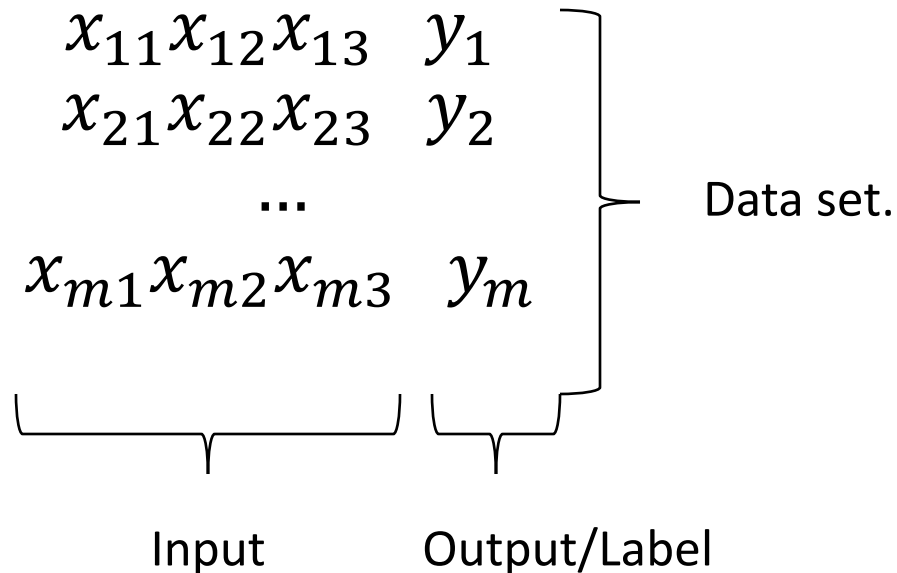 x₁₁x₁₂x₁₃ y₁
x₂₁x₂₂x₂₃ y₂
...
Data set.
xₘ₁xₘ₂xₘ₃ yₘ
Input Output/Label